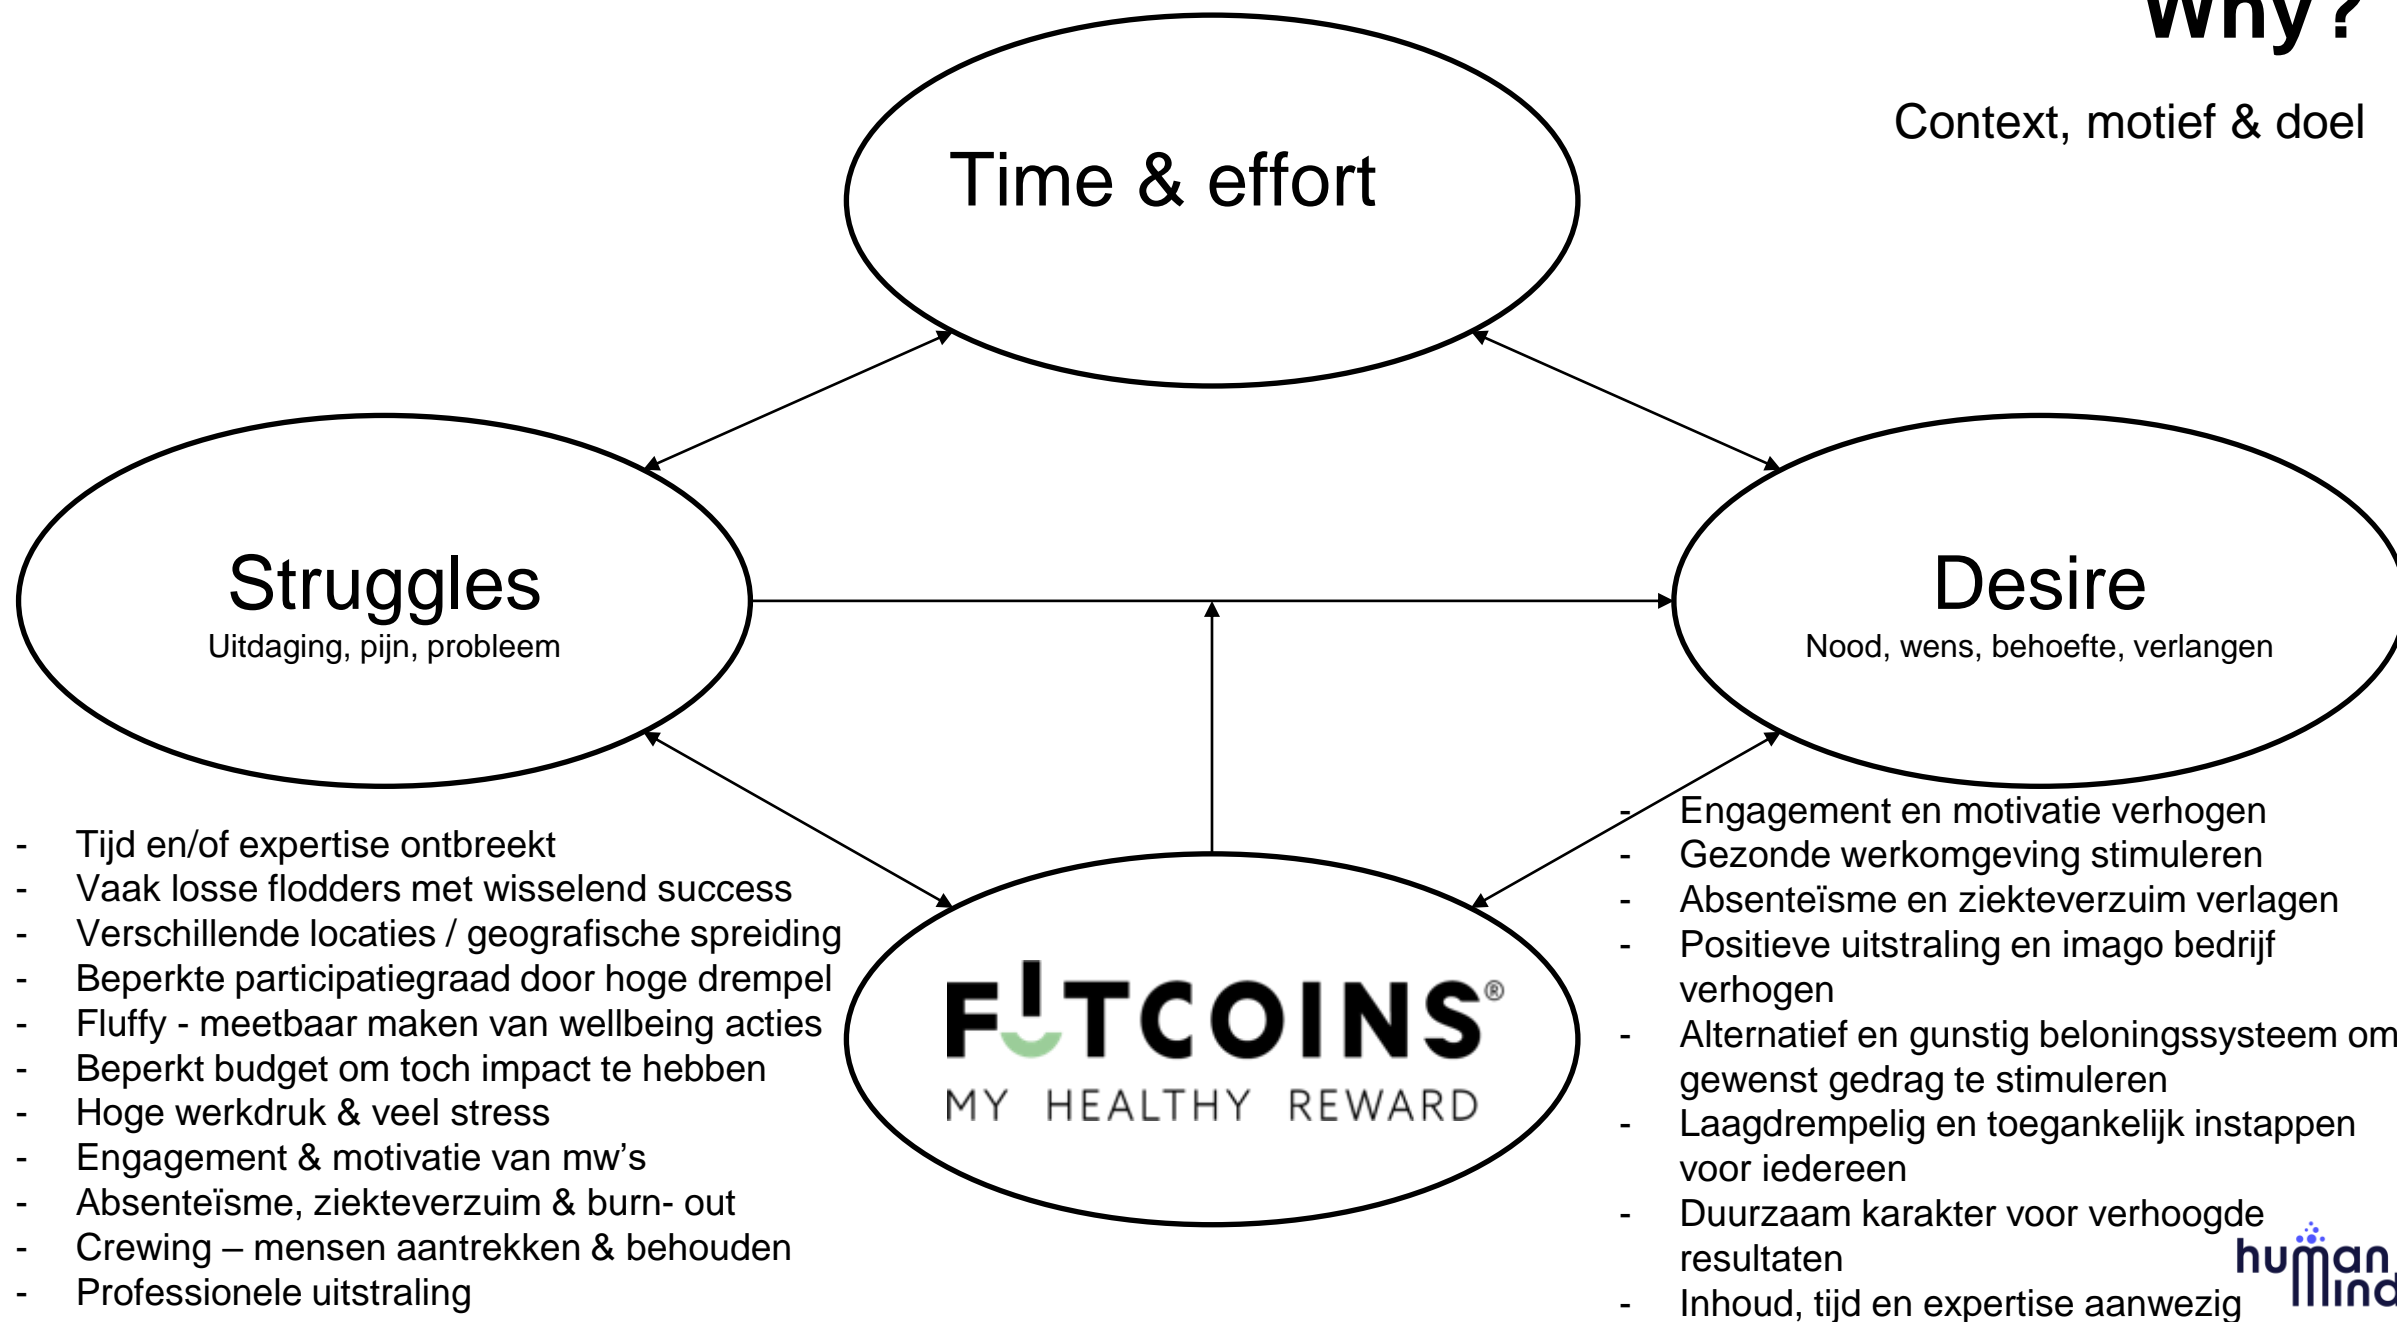 Why?
Context, motief & doel
Time & effort
Struggles
Uitdaging, pijn, probleem
Desire
Nood, wens, behoefte, verlangen
- Tijd en/of expertise ontbreekt
- Vaak losse flodders met wisselend success
- Verschillende locaties / geografische spreiding
- Beperkte participatiegraad door hoge drempel
- Fluffy - meetbaar maken van wellbeing acties
- Beperkt budget om toch impact te hebben
- Hoge werkdruk & veel stress
- Engagement & motivatie van mw's
- Absenteïsme, ziekteverzuim & burn- out
- Crewing – mensen aantrekken & behouden
- Professionele uitstraling
FITCOINS®
MY HEALTHY REWARD
- Engagement en motivatie verhogen
- Gezonde werkomgeving stimuleren
- Absenteïsme en ziekteverzuim verlagen
- Positieve uitstraling en imago bedrijf
verhogen
- Alternatief en gunstig beloningssysteem om
gewenst gedrag te stimuleren
- Laagdrempelig en toegankelijk instappen
voor iedereen
- Duurzaam karakter voor verhoogde
resultaten
- Inhoud, tijd en expertise aanwezig
human
mind